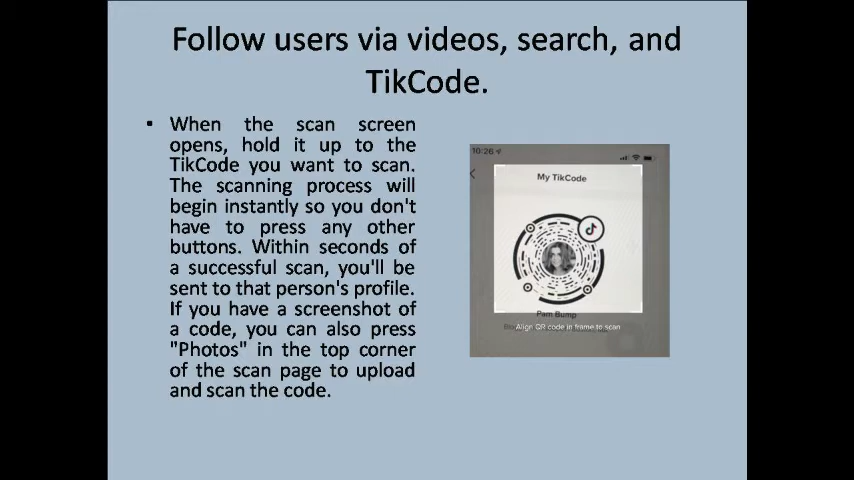 Follow users via videos, search, and
TikCode.
• When the scan screen
opens, hold it up to the
TikCode you want to scan.
The scanning process will
begin instantly so you don't
have to press any other
buttons. Within seconds of
a successful scan, you'll be
sent to that person's profile.
If you have a screenshot of
a code, you can also press
"Photos" in the top corner
of the scan page to upload
and scan the code.
10:26
My TikCode
Pam Bump
Align QR code in frame to scan